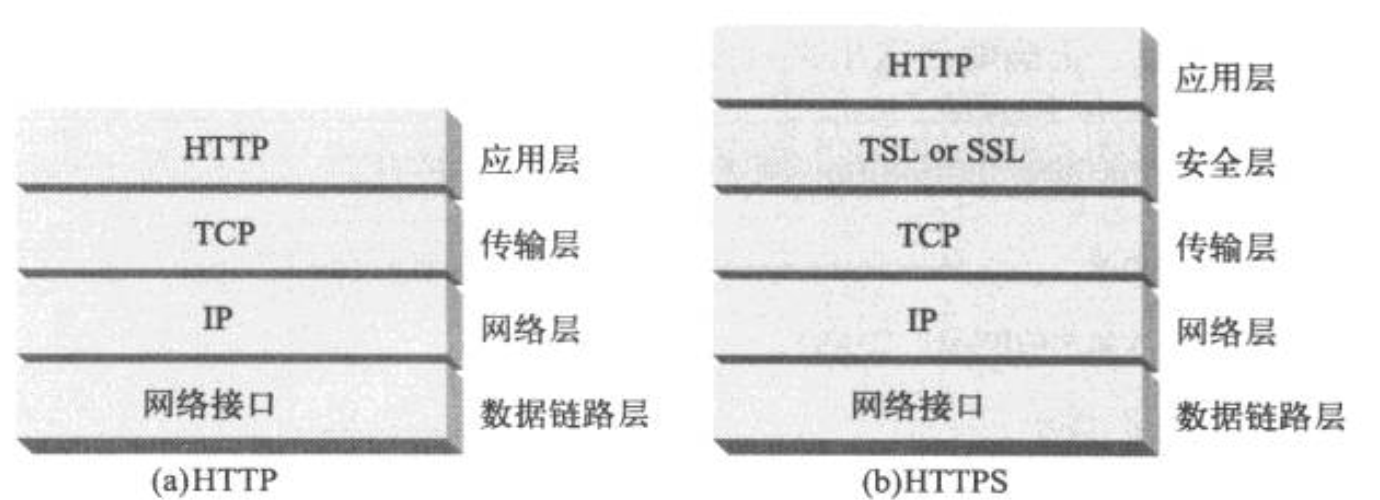 HTTP 应用层
TCP 传输层
IP 网络层
网络接口 数据链路层
(a)HTTP
HTTP 应用层
TSL or SSL 安全层
TCP 传输层
IP 网络层
网络接口 数据链路层
(b)HTTPS